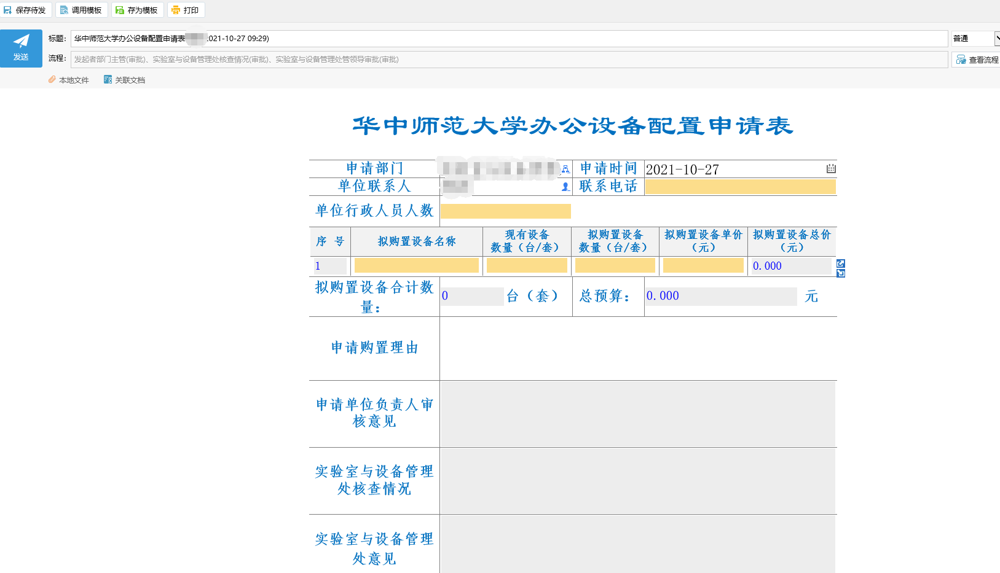 保存待发 调用模板 存为模板 打印
标题: 华中师范大学办公设备配置申请表 021-10-27 09:29) 普通
发送
流程: 发起者部门主管(审批)、实验室与设备管理处核查情况(审批)、实验室与设备管理处管领导审批(审批) 查看流程
本地文件 关联文档
华中师范大学办公设备配置申请表
申请部门 申请时间 2021-10-27
单位联系人 联系电话
单位行政人员人数
序 号 拟购置设备名称 现有设备 拟购置设备 拟购置设备单价 拟购置设备总价
数量（台/套） 数量（台/套） （元） （元）
1 0.000
拟购置设备合计数
量： 0 台（套） 总预算： 0.000 元
申请购置理由
申请单位负责人审
核意见
实验室与设备管理
处核查情况
实验室与设备管理
处意见